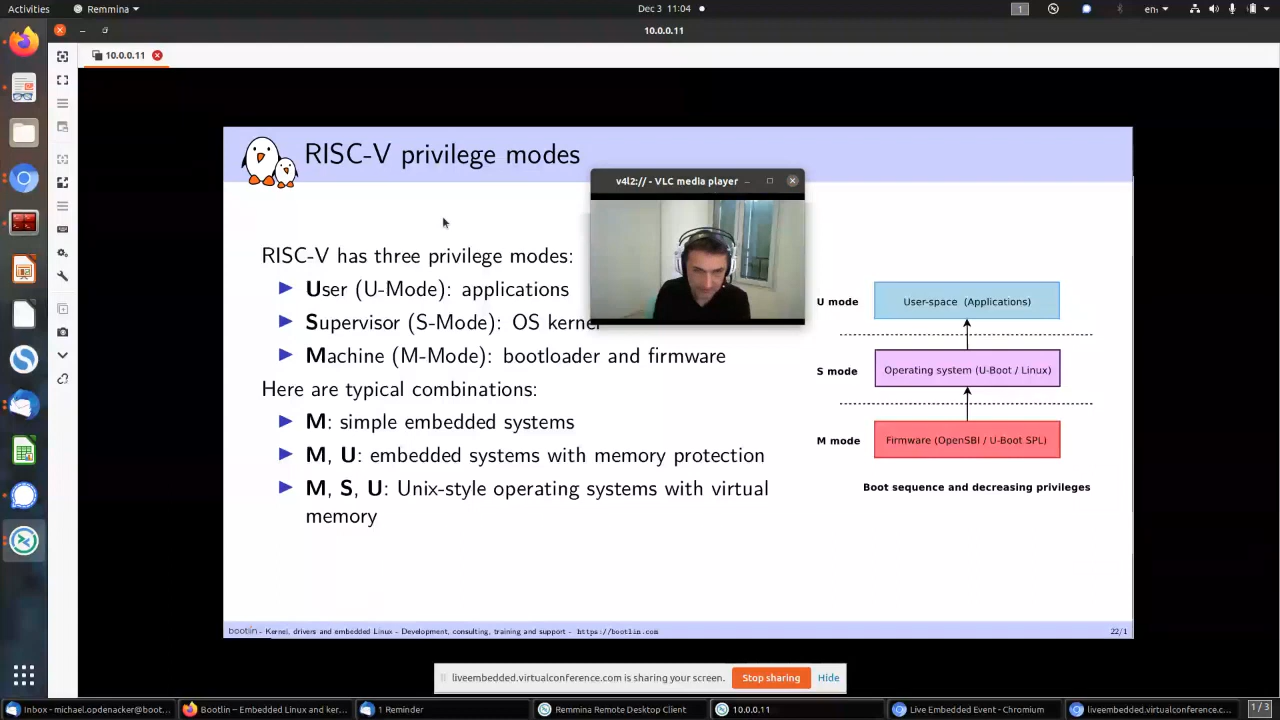 Activities
Remmina
Dec 3 11:04
1
en
10.0.0.11
10.0.0.11
RISC-V privilege modes
v4l2:// - VLC media player
RISC-V has three privilege modes:
User (U-Mode): applications
Supervisor (S-Mode): OS kernel
Machine (M-Mode): bootloader and firmware
Here are typical combinations:
M: simple embedded systems
M, U: embedded systems with memory protection
M, S, U: Unix-style operating systems with virtual
memory
U mode
User-space (Applications)
S mode
Operating system (U-Boot / Linux)
M mode
Firmware (OpenSBI / U-Boot SPL)
Boot sequence and decreasing privileges
bootlin - Kernel, drivers and embedded Linux - Development, consulting, training and support - https://bootlin.com
22/1
liveembedded.virtualconference.com is sharing your screen.
Stop sharing
Hide
Inbox - michael.opdenacker@boot...
Bootlin – Embedded Linux and ker...
1 Reminder
Remmina Remote Desktop Client
10.0.0.11
Live Embedded Event - Chromium
liveembedded.virtualconference.c...
1 / 3